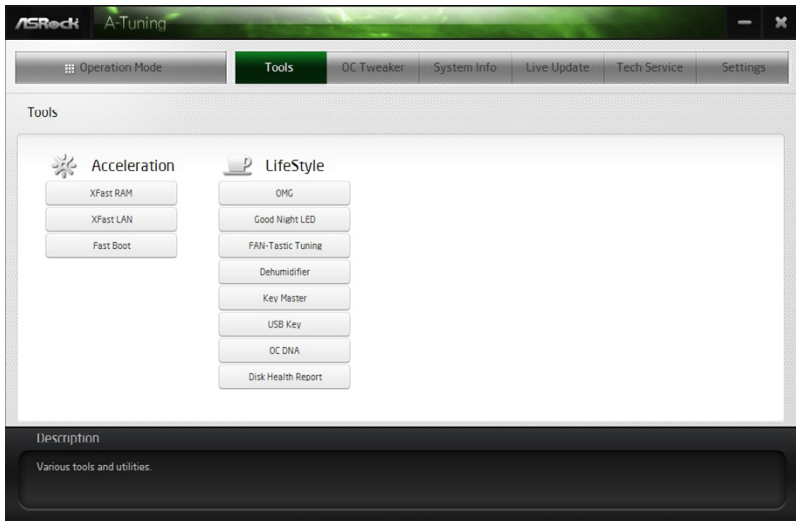 ASRock A-Tuning
Operation Mode Tools OC Tweaker System Info Live Update Tech Service Settings
Tools
Acceleration
XFast RAM
XFast LAN
Fast Boot
LifeStyle
OMG
Good Night LED
FAN-Tastic Tuning
Dehumidifier
Key Master
USB Key
OC DNA
Disk Health Report
Description
Various tools and utilities.